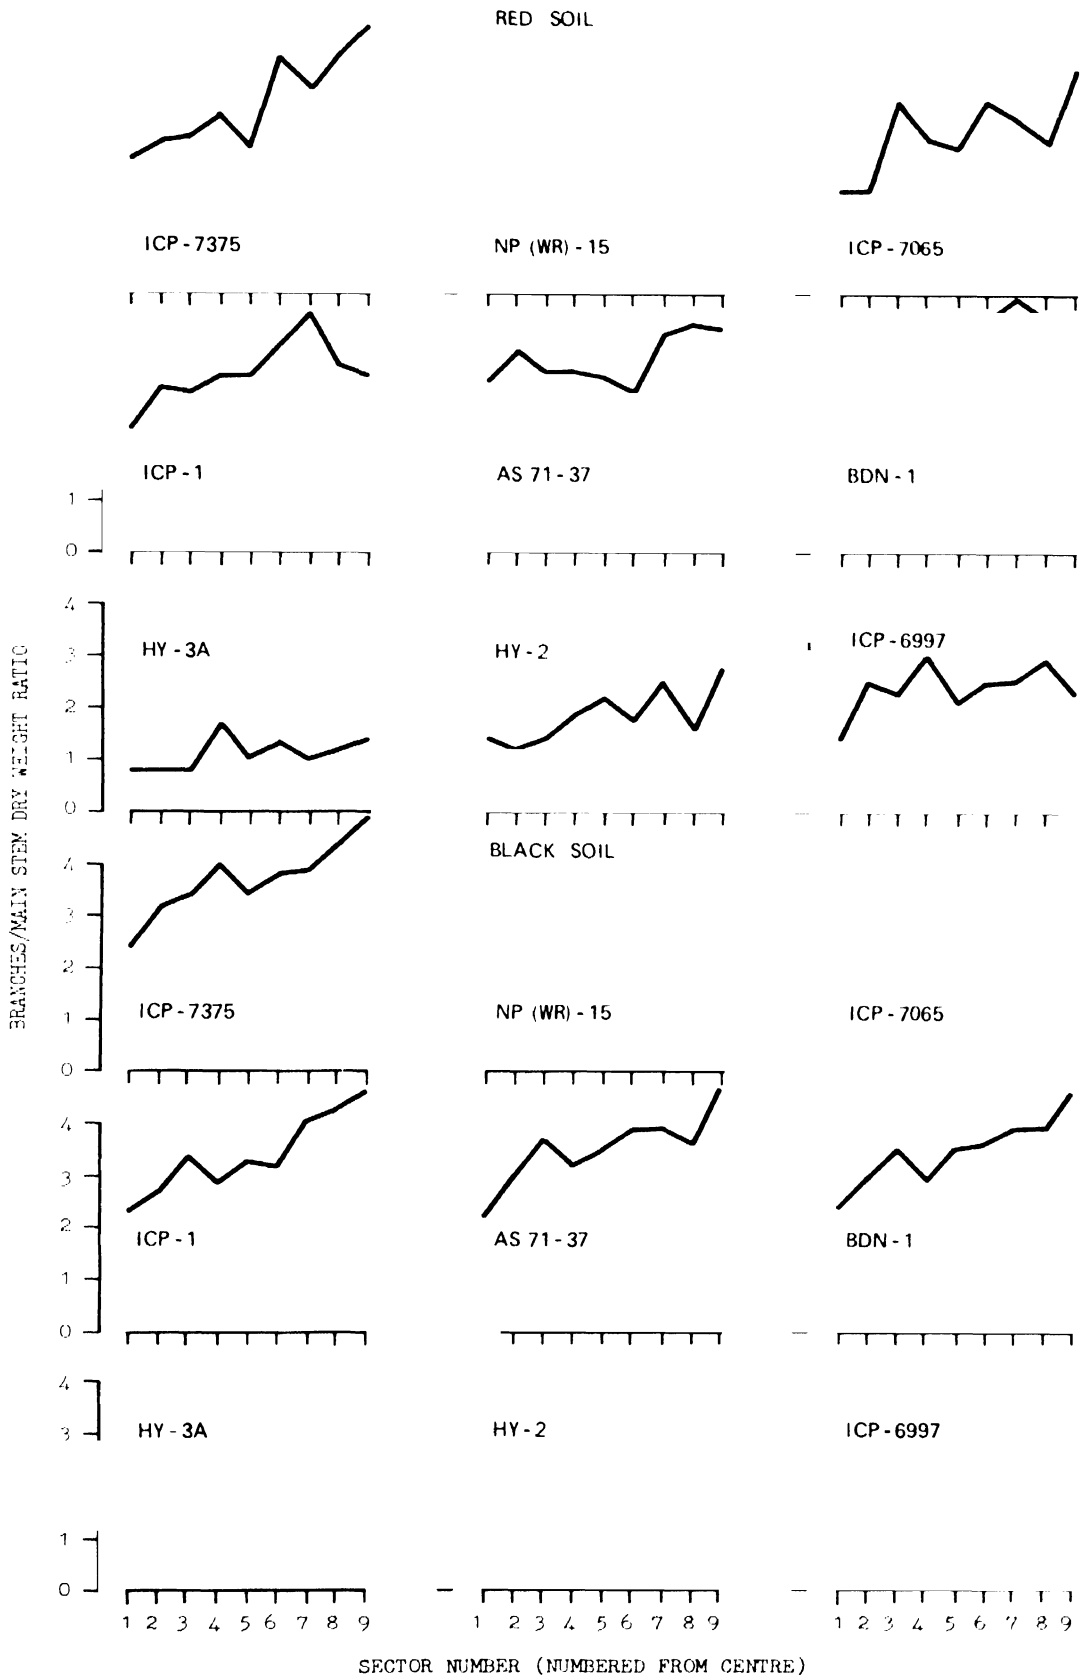 RED SOIL
ICP - 7375
NP (WR) - 15
ICP - 7065
ICP - 1
AS 71 - 37
BDN - 1
1
0
4
3
2
1
0
HY - 3A
HY - 2
ICP - 6997
BLACK SOIL
4
3
2
1
0
ICP - 7375
NP (WR) - 15
ICP - 7065
4
3
2
1
0
ICP - 1
AS 71 - 37
BDN - 1
4
3
HY - 3A
HY - 2
ICP - 6997
1
0
1 2 3 4 5 6 7 8 9
1 2 3 4 5 6 7 8 9
1 2 3 4 5 6 7 8 9
SECTOR NUMBER (NUMBERED FROM CENTRE)
BRANCHES/MAIN STEM DRY WEIGHT RATIO